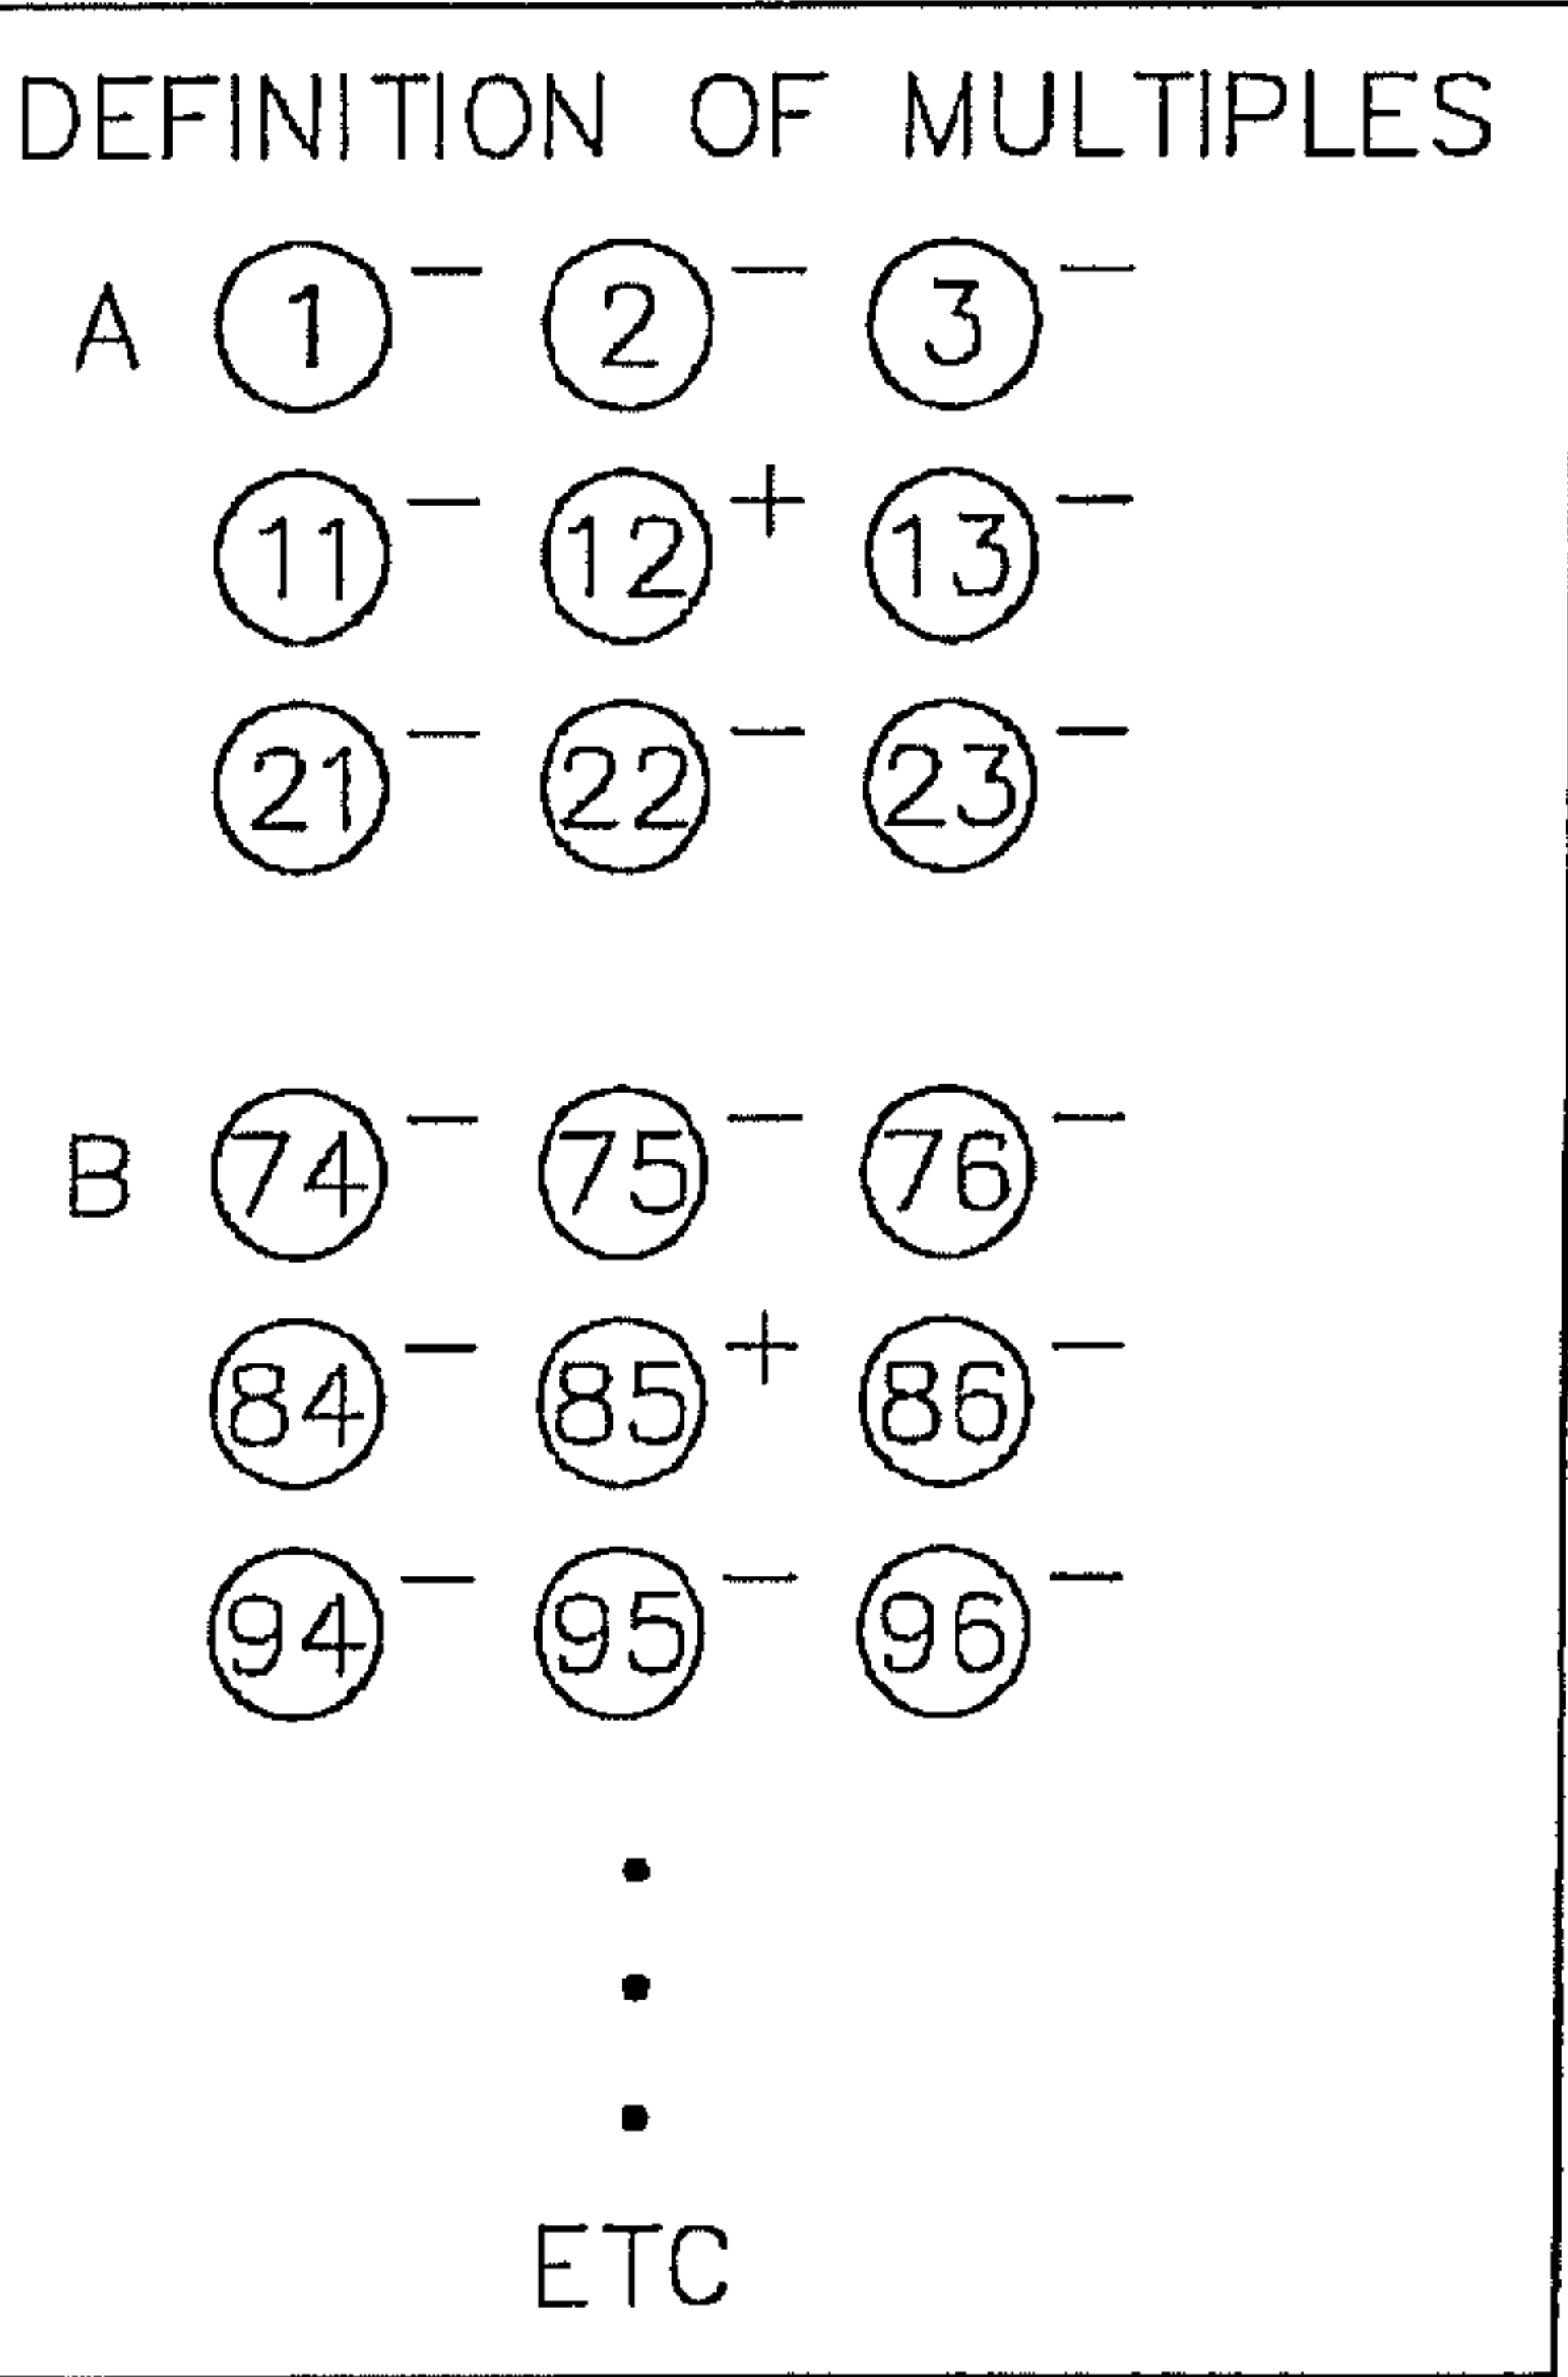 DEFINITION OF MULTIPLES
A 1 − 2 − 3 −
11 − 12 + 13 −
21 − 22 − 23 −
B 74 − 75 − 76 −
84 − 85 + 86 −
94 − 95 − 96 −
ETC